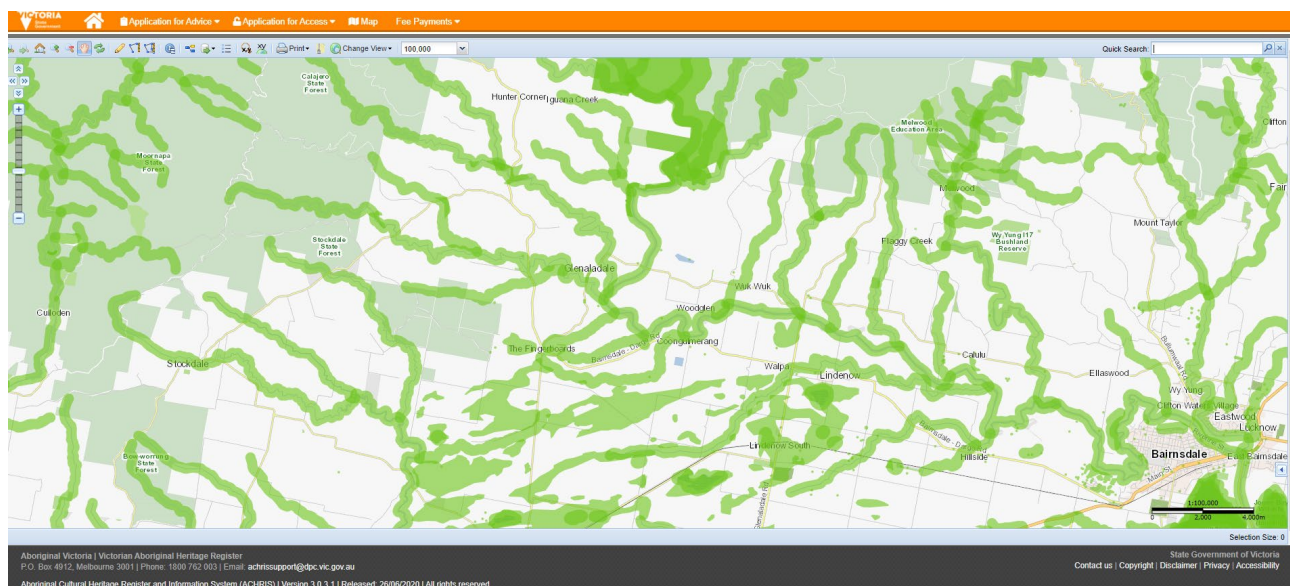 VICTORIA
State
Government
Application for Advice
Application for Access
Map
Fee Payments
Print
Change View
100.000
Quick Search:
Calajero
State
Forest
Hunter Corner
Iguana Creek
Melwood
Education Area
Clifton
Moornapa
State
Forest
Melwood
Fair
Mount Taylor
Wy Yung I17
Bushland
Reserve
Stockdale
State
Forest
Flaggy Creek
Glenaladale
Wuk Wuk
Culloden
Woodglen
The Fingerboards
Coongulmerang
Bullumwaal Rd
Calulu
Stockdale
Walpa
Lindenow
Ellaswood
Wy Yung
Clifton Water Village
Eastwood
Lucknow
Lindenow South
Hillside
Bairnsdale
East Bairnsdale
Main St
State
Forest
1:100,000
0 2,000 4,000m
Selection Size: 0
Aboriginal Victoria | Victorian Aboriginal Heritage Register
P.O. Box 4912, Melbourne 3001 | Phone: 1800 762 003 | Email: achrissupport@dpc.vic.gov.au
Aboriginal Cultural Heritage Register and Information System (ACHRIS) | Version 3.0.3.1 | Released: 26/06/2020 | All rights reserved
State Government of Victoria
Contact us | Copyright | Disclaimer | Privacy | Accessibility